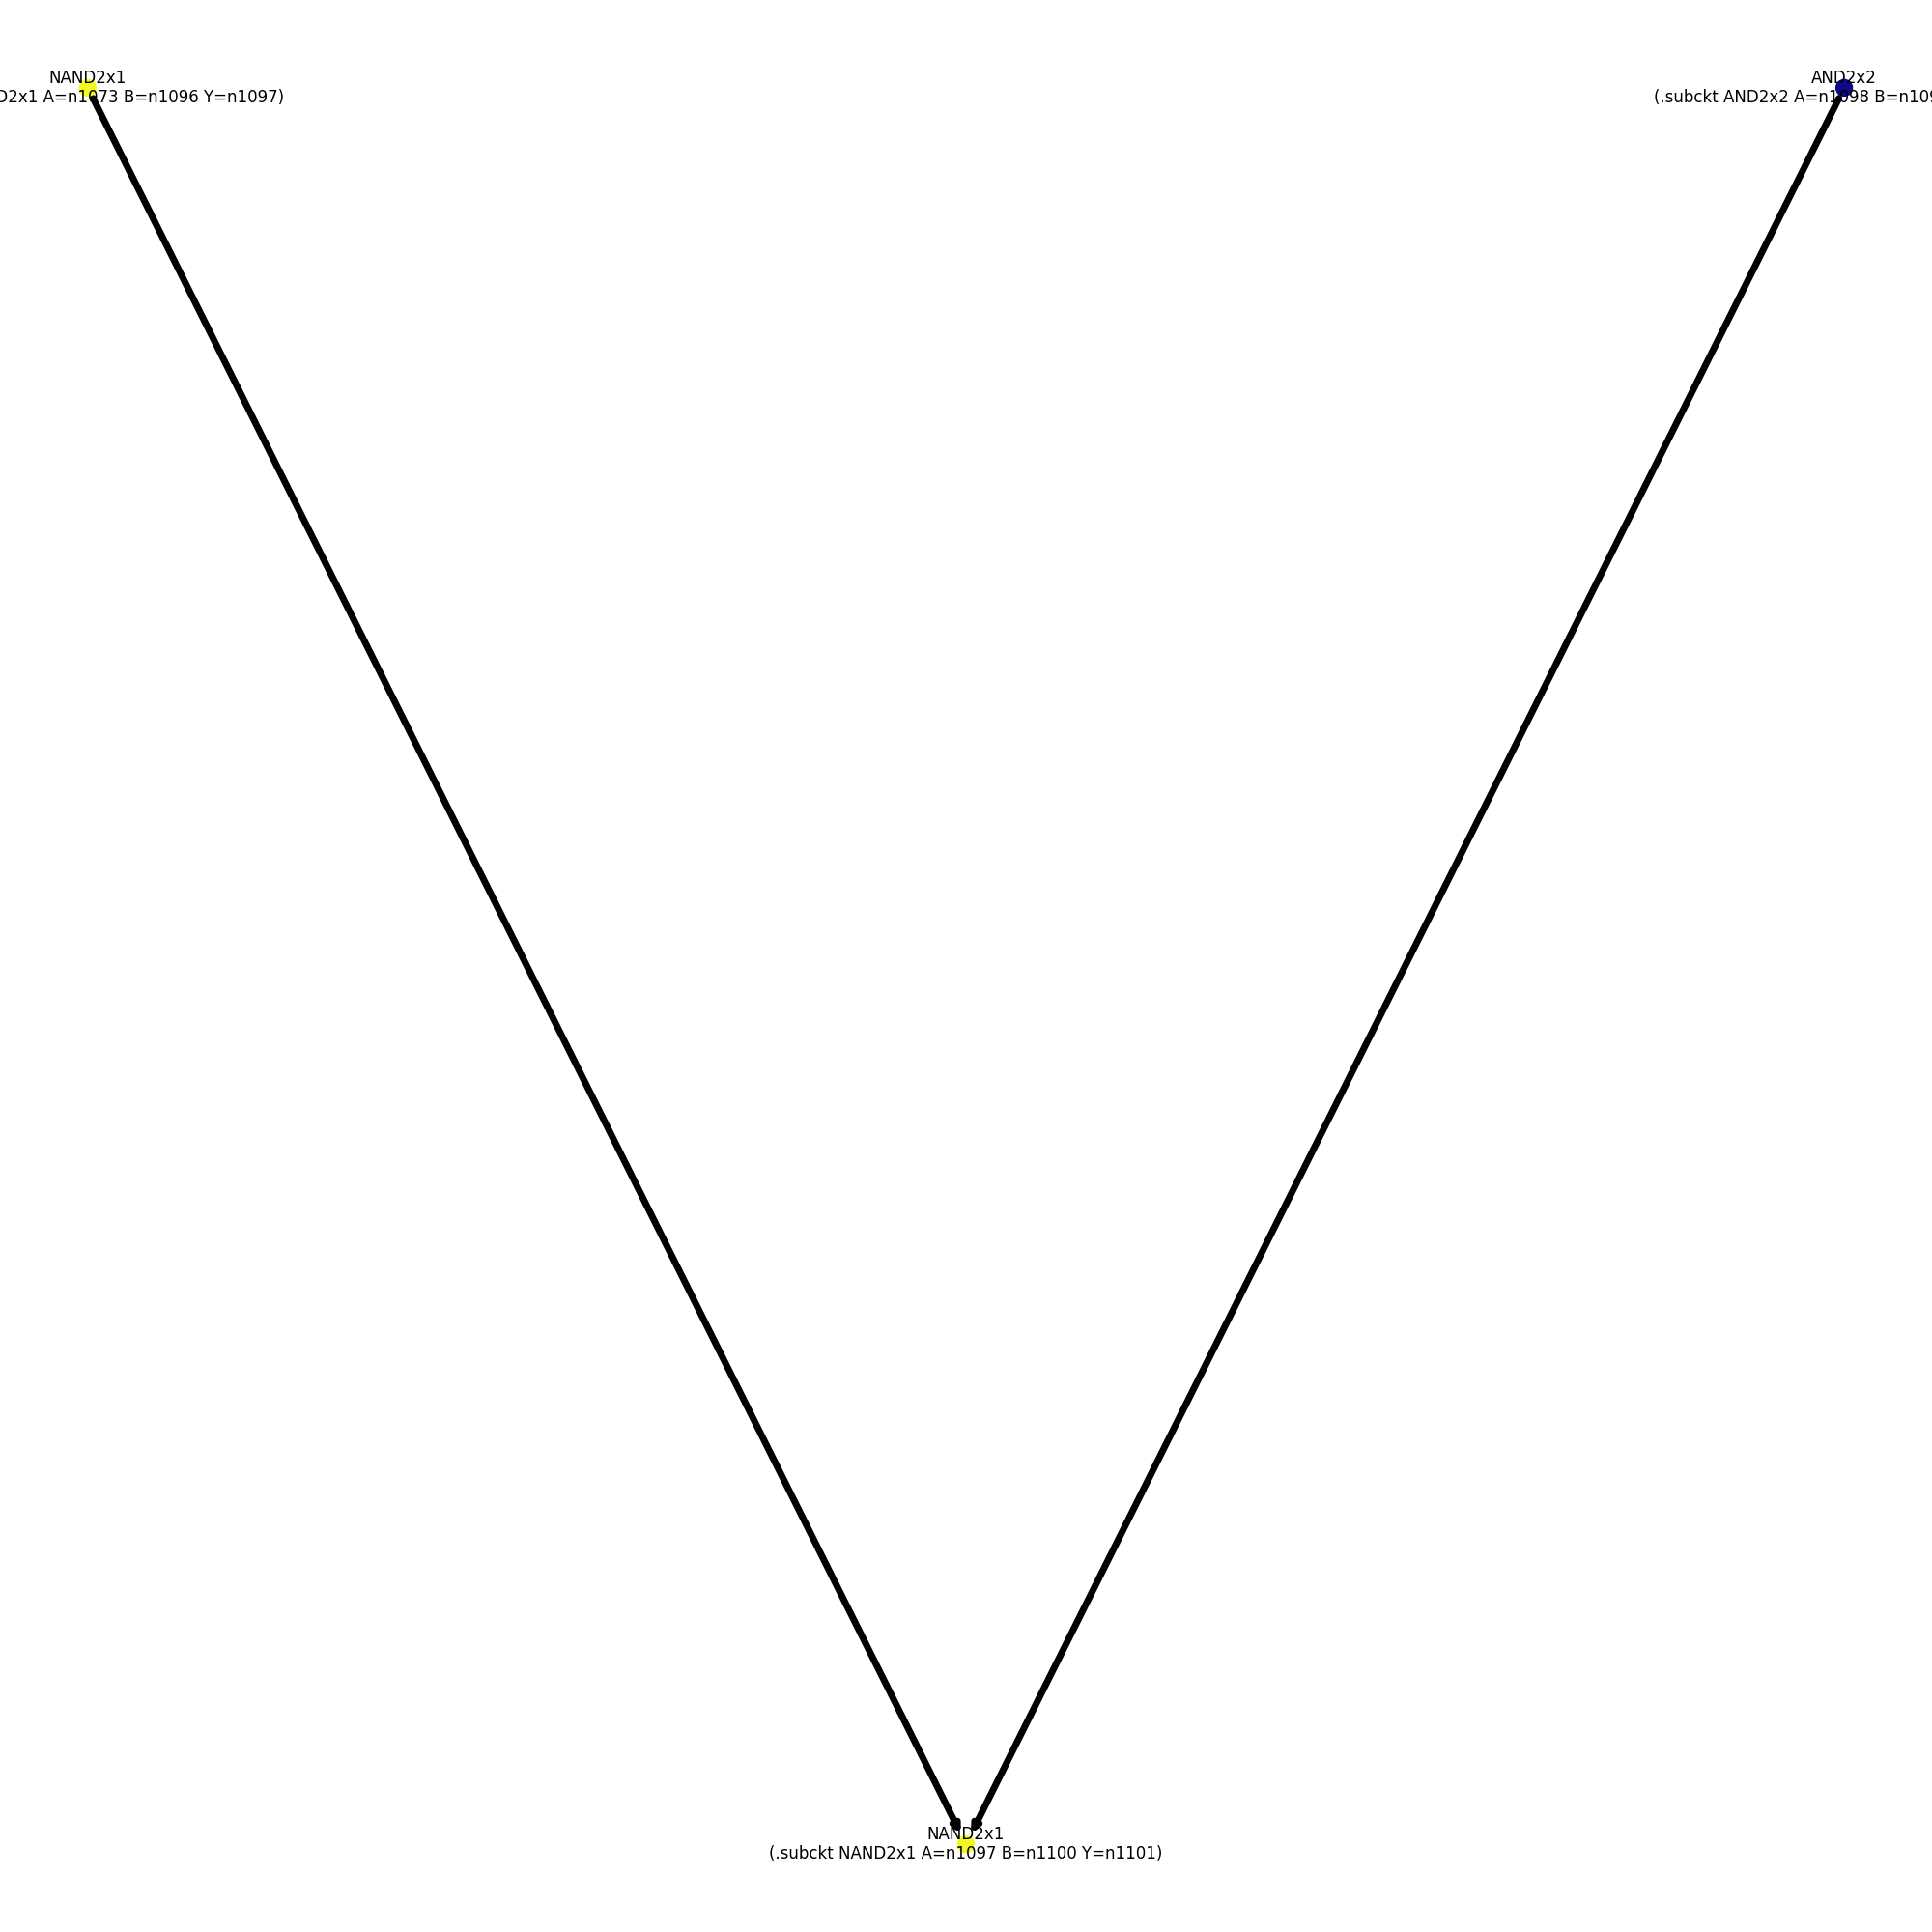 NAND2x1
D2x1 A=n1073 B=n1096 Y=n1097)
AND2x2
(.subckt AND2x2 A=n1098 B=n109
NAND2x1
(.subckt NAND2x1 A=n1097 B=n1100 Y=n1101)